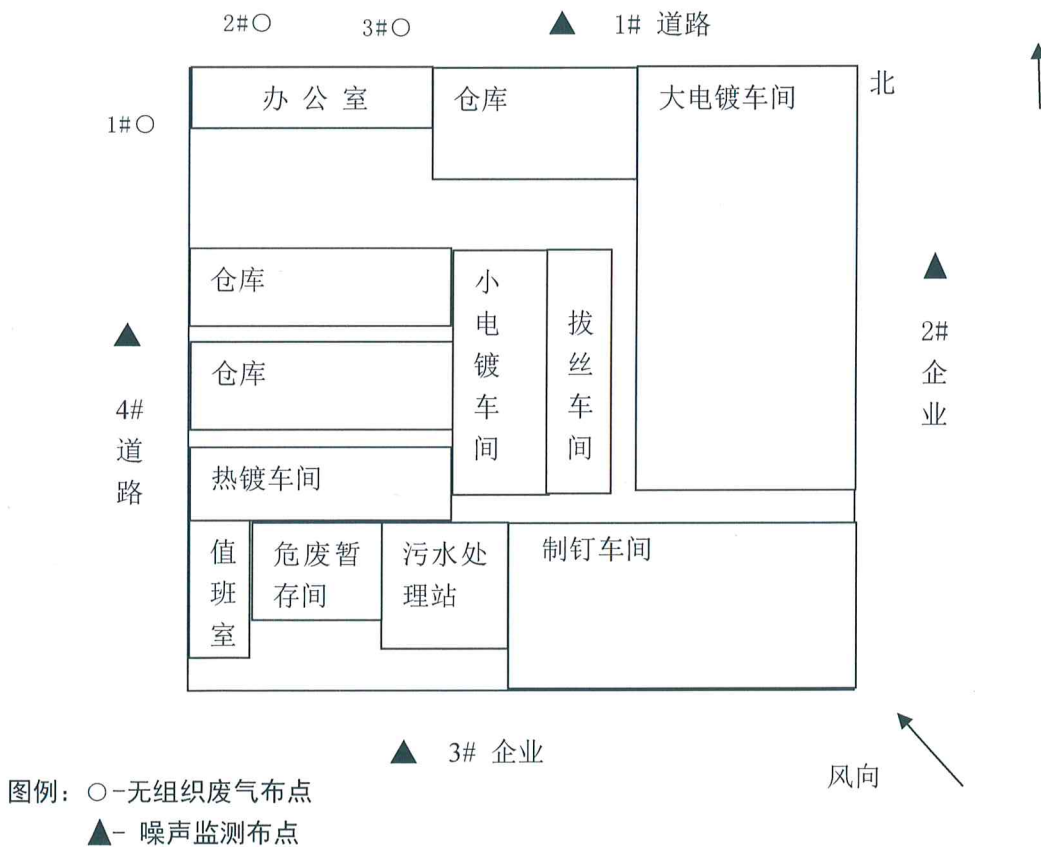 2#○
3#○
▲ 1# 道路
北
1#○
办公室
仓库
大电镀车间
仓库
小电镀车间
拔丝车间
▲
2#
企业
▲
4#
道路
仓库
热镀车间
值班室
危废暂
存间
污水处
理站
制钉车间
▲ 3# 企业
风向
图例：○-无组织废气布点
▲- 噪声监测布点